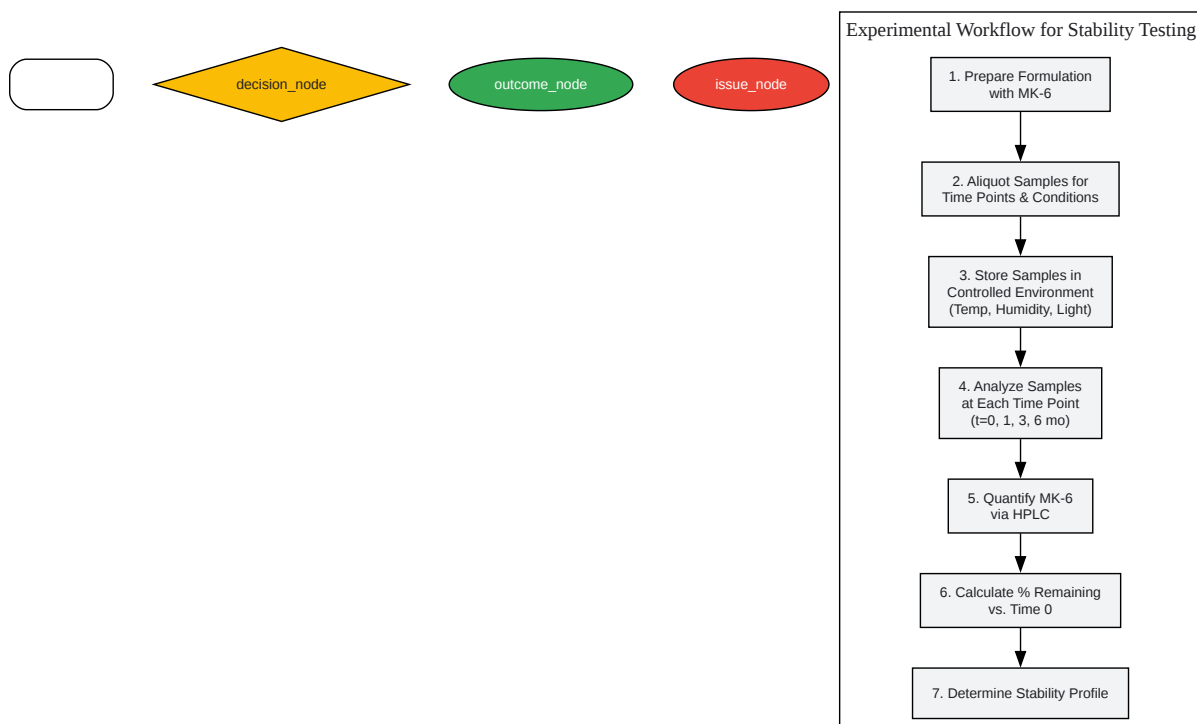 Experimental Workflow for Stability Testing
decision_node
outcome_node
issue_node
1. Prepare Formulation
with MK-6
2. Aliquot Samples for
Time Points & Conditions
3. Store Samples in
Controlled Environment
(Temp, Humidity, Light)
4. Analyze Samples
at Each Time Point
(t=0, 1, 3, 6 mo)
5. Quantify MK-6
via HPLC
6. Calculate % Remaining
vs. Time 0
7. Determine Stability Profile